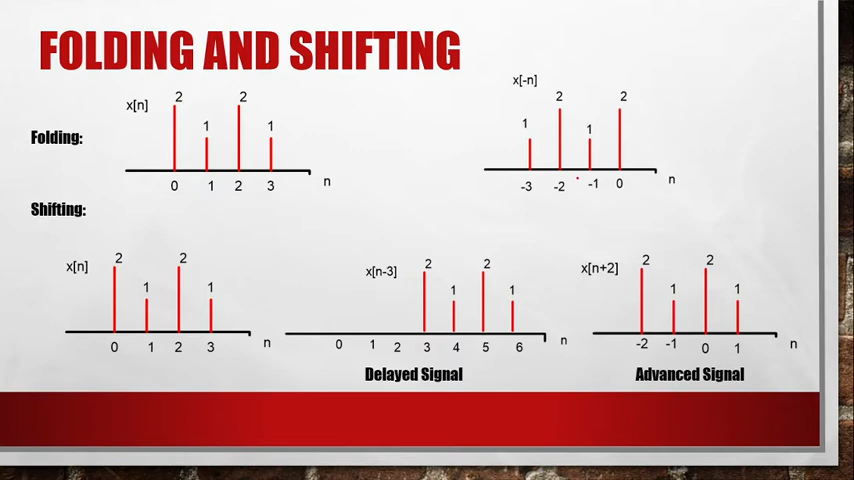 FOLDING AND SHIFTING
x[n]
2
1
2
1
0 1 2 3
n
Folding:
x[-n]
1
2
1
2
-3 -2 -1 0
n
Shifting:
x[n]
2
1
2
1
0 1 2 3
n
x[n-3]
2
1
2
1
0 1 2 3 4 5 6
n
Delayed Signal
x[n+2]
2
1
2
1
-2 -1 0 1
n
Advanced Signal